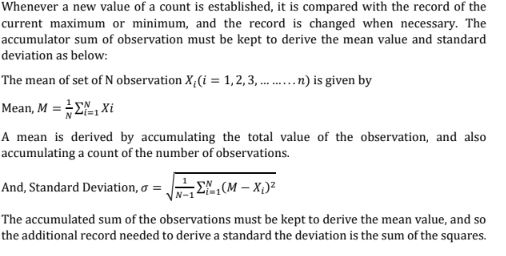 Whenever a new value of a count is established, it is compared with the record of the
current maximum or minimum, and the record is changed when necessary. The
accumulator sum of observation must be kept to derive the mean value and standard
deviation as below:
The mean of set of N observation Xᵢ(i = 1, 2, 3, ... ... ... n) is given by
Mean, M = 1/N ∑ᴺᵢ₌₁ Xi
A mean is derived by accumulating the total value of the observation, and also
accumulating a count of the number of observations.
And, Standard Deviation, σ = √(1/(N−1) ∑ᴺᵢ₌₁(M − Xᵢ)²)
The accumulated sum of the observations must be kept to derive the mean value, and so
the additional record needed to derive a standard the deviation is the sum of the squares.